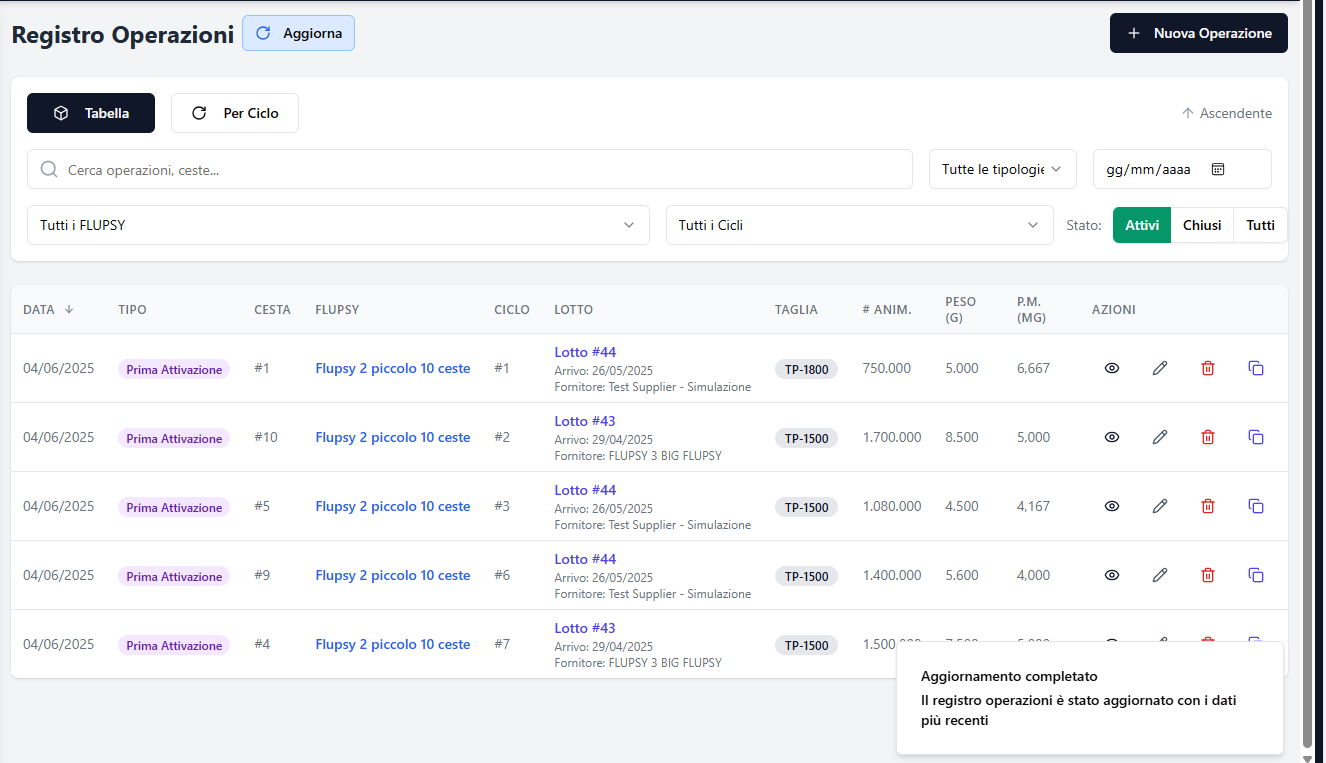 Registro Operazioni Aggiorna Nuova Operazione
Tabella Per Ciclo Ascendente
Cerca operazioni, ceste... Tutte le tipologie gg/mm/aaaa
Tutti i FLUPSY Tutti i Cicli Stato: Attivi Chiusi Tutti
DATA TIPO CESTA FLUPSY CICLO LOTTO TAGLIA # ANIM. PESO (G) P.M. (MG) AZIONI
04/06/2025 Prima Attivazione #1 Flupsy 2 piccolo 10 ceste #1 Lotto #44
Arrivo: 26/05/2025
Fornitore: Test Supplier - Simulazione
TP-1800 750.000 5.000 6,667
04/06/2025 Prima Attivazione #10 Flupsy 2 piccolo 10 ceste #2 Lotto #43
Arrivo: 29/04/2025
Fornitore: FLUPSY 3 BIG FLUPSY
TP-1500 1.700.000 8.500 5,000
04/06/2025 Prima Attivazione #5 Flupsy 2 piccolo 10 ceste #3 Lotto #44
Arrivo: 26/05/2025
Fornitore: Test Supplier - Simulazione
TP-1500 1.080.000 4.500 4,167
04/06/2025 Prima Attivazione #9 Flupsy 2 piccolo 10 ceste #6 Lotto #44
Arrivo: 26/05/2025
Fornitore: Test Supplier - Simulazione
TP-1500 1.400.000 5.600 4,000
04/06/2025 Prima Attivazione #4 Flupsy 2 piccolo 10 ceste #7 Lotto #43
Arrivo: 29/04/2025
Fornitore: FLUPSY 3 BIG FLUPSY
TP-1500
Aggiornamento completato
Il registro operazioni è stato aggiornato con i dati
più recenti